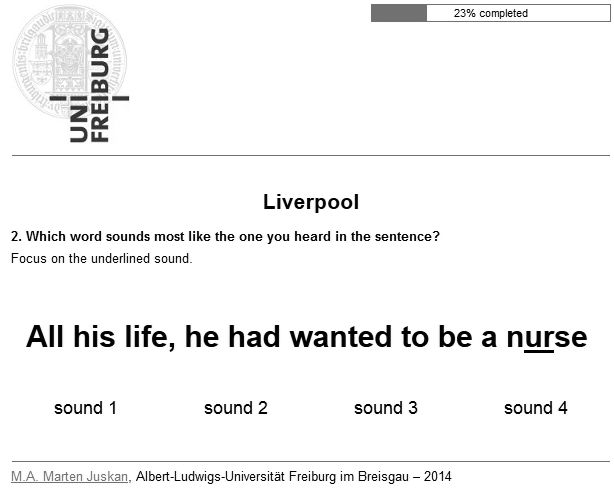 23% completed
UNI
FREIBURG
Liverpool
2. Which word sounds most like the one you heard in the sentence?
Focus on the underlined sound.
All his life, he had wanted to be a nurse
sound 1 sound 2 sound 3 sound 4
M.A. Marten Juskan, Albert-Ludwigs-Universität Freiburg im Breisgau – 2014